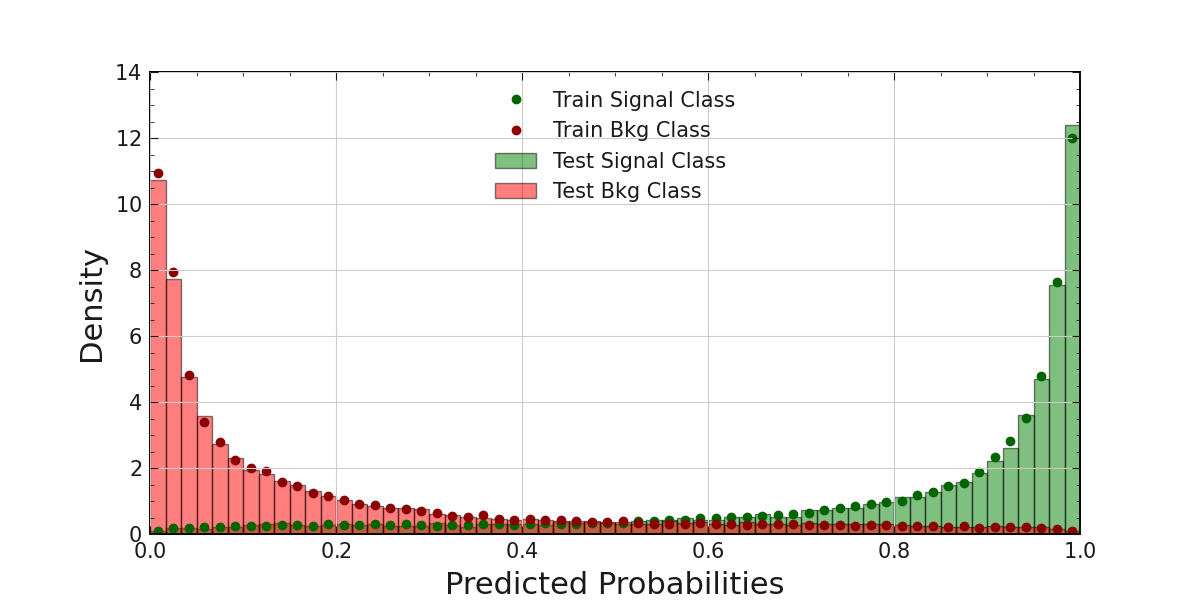 14
12
10
8
6
4
2
0
Density
Train Signal Class
Train Bkg Class
Test Signal Class
Test Bkg Class
0.0 0.2 0.4 0.6 0.8 1.0
Predicted Probabilities